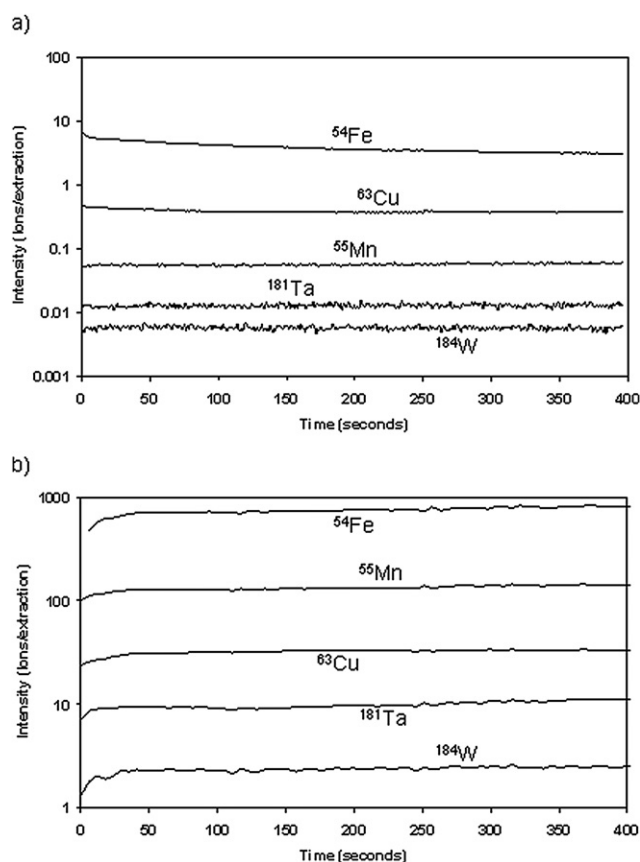 a)
100
10
1
0.1
0.01
0.001
Intensity (Ions/extraction)
⁵⁴Fe
⁶³Cu
⁵⁵Mn
¹⁸¹Ta
¹⁸⁴W
0 50 100 150 200 250 300 350 400
Time (seconds)
b)
1000
100
10
1
Intensity (Ions/extraction)
⁵⁴Fe
⁵⁵Mn
⁶³Cu
¹⁸¹Ta
¹⁸⁴W
0 50 100 150 200 250 300 350 400
Time (seconds)